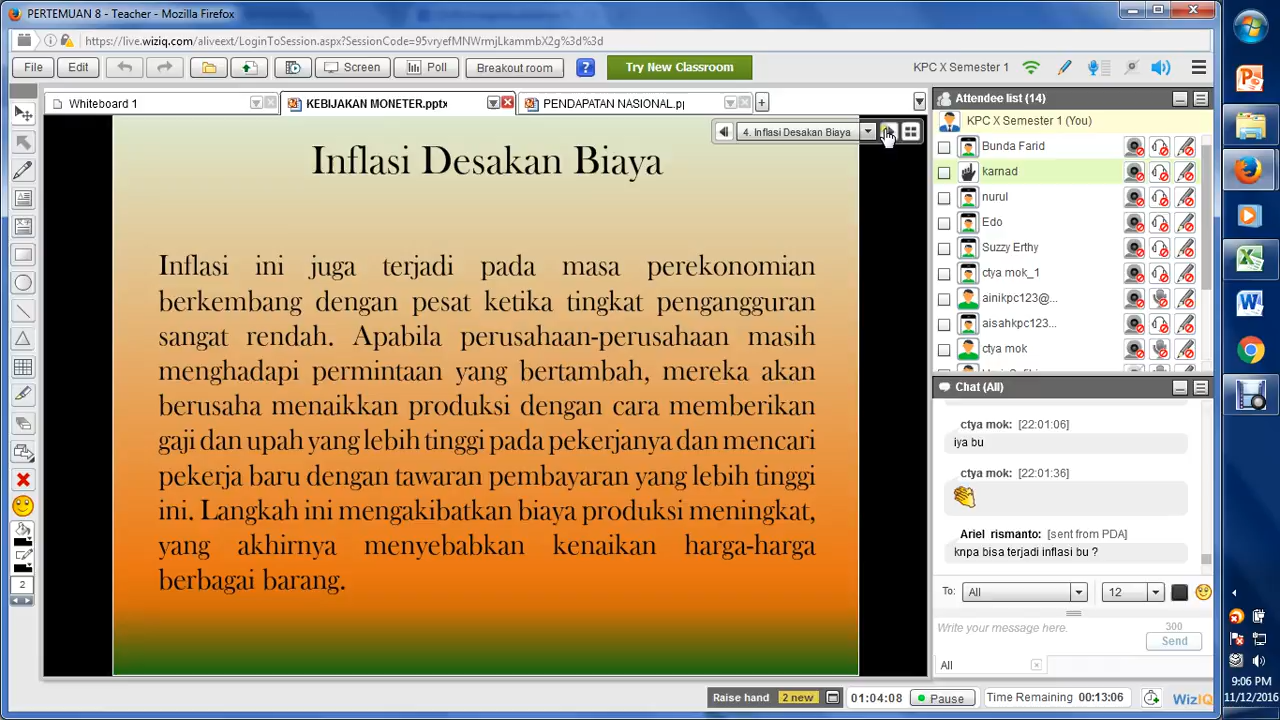 PERTEMUAN 8 - Teacher - Mozilla Firefox
https://live.wiziq.com/aliveext/LoginToSession.aspx?SessionCode=95vryefMNWrmjLkammbX2g%3d%3d
File Edit Screen Poll Breakout room ? Try New Classroom KPC X Semester 1
Whiteboard 1 KEBIJAKAN MONETER.pptx PENDAPATAN NASIONAL.p
4. Inflasi Desakan Biaya
Inflasi Desakan Biaya
Inflasi ini juga terjadi pada masa perekonomian
berkembang dengan pesat ketika tingkat pengangguran
sangat rendah. Apabila perusahaan-perusahaan masih
menghadapi permintaan yang bertambah, mereka akan
berusaha menaikkan produksi dengan cara memberikan
gaji dan upah yang lebih tinggi pada pekerjanya dan mencari
pekerja baru dengan tawaran pembayaran yang lebih tinggi
ini. Langkah ini mengakibatkan biaya produksi meningkat,
yang akhirnya menyebabkan kenaikan harga-harga
berbagai barang.
2
Attendee list (14)
KPC X Semester 1 (You)
Bunda Farid
karnad
nurul
Edo
Suzzy Erthy
ctya mok_1
ainikpc123@...
aisahkpc123...
ctya mok
Chat (All)
ctya mok: [22:01:06]
iya bu
ctya mok: [22:01:36]
Ariel rismanto: [sent from PDA]
knpa bisa terjadi inflasi bu ?
To: All 12
Write your message here.
300
Send
All
Raise hand 2 new 01:04:08 Pause Time Remaining 00:13:06 WizIQ
9:06 PM
11/12/2016